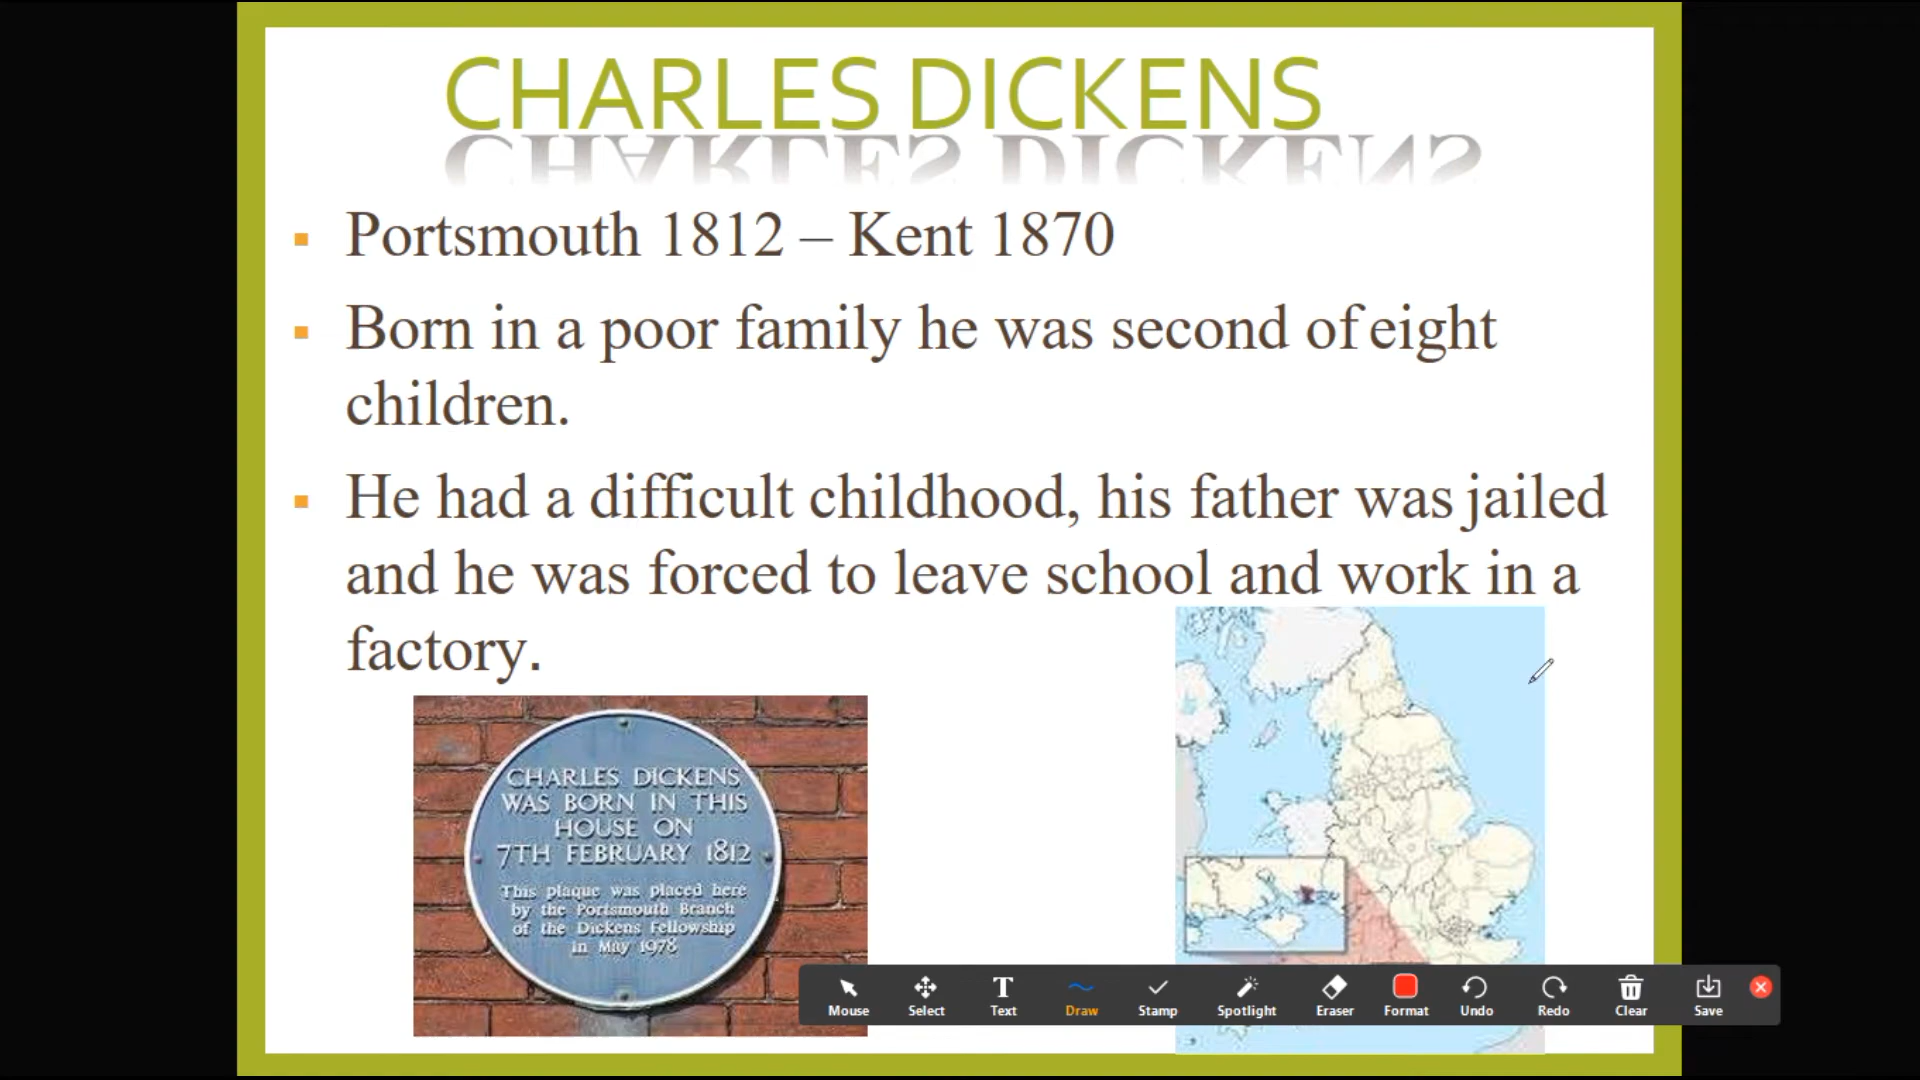 CHARLES DICKENS
CHARLES DICKENS
Portsmouth 1812 – Kent 1870
Born in a poor family he was second of eight
children.
He had a difficult childhood, his father was jailed
and he was forced to leave school and work in a
factory.
CHARLES DICKENS
WAS BORN IN THIS
HOUSE ON
7TH FEBRUARY 1812
This plaque was placed here
by the Portsmouth Branch
of the Dickens Fellowship
in May 1978
Mouse Select Text Draw Stamp Spotlight Eraser Format Undo Redo Clear Save